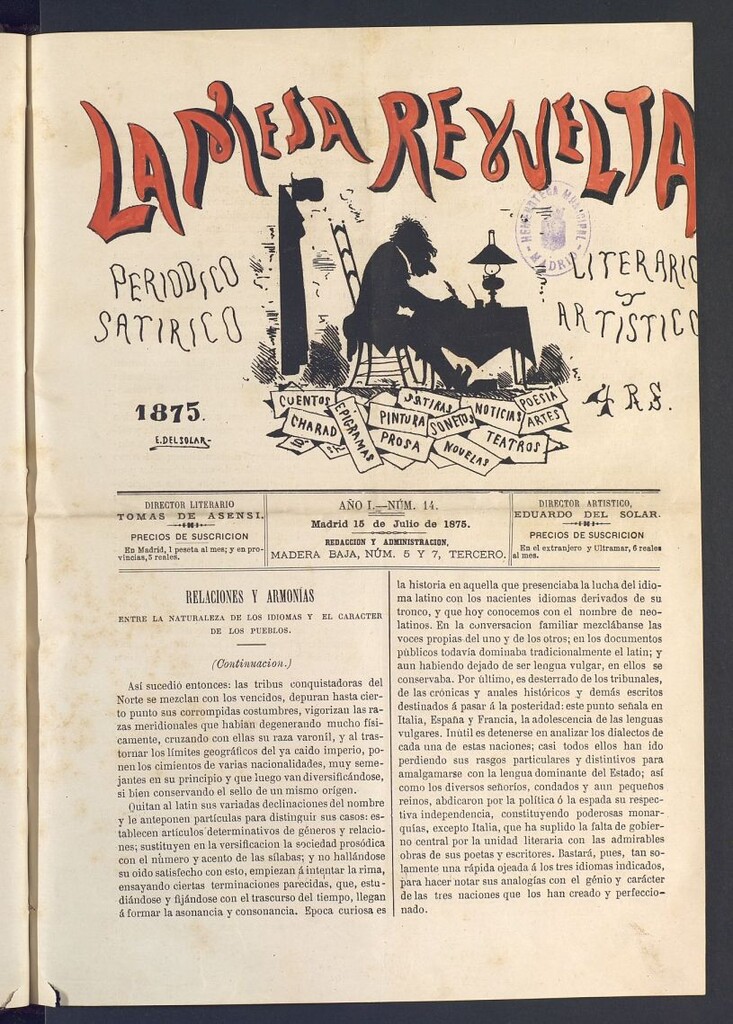 LA MESA REVUELTA
PERIODICO
SATIRICO
LITERARIO
Y
ARTISTICO
HEMEROTECA MUNICIPAL
MADRID
1875.
E. DEL SOLAR
4 RS.
CUENTOS
SATIRAS
NOTICIAS
POESIA
CHARAD
EPIGRAMAS
PINTURA
SONETOS
ARTES
PROSA
NOVELAS
TEATROS
DIRECTOR LITERARIO
TOMAS DE ASENSI.
PRECIOS DE SUSCRICION
En Madrid, 1 peseta al mes; y en pro-
vincias, 5 reales.
AÑO I.—NÚM. 14.
Madrid 15 de Julio de 1875.
REDACCION Y ADMINISTRACION,
MADERA BAJA, NÚM. 5 Y 7, TERCERO.
DIRECTOR ARTISTICO,
EDUARDO DEL SOLAR.
PRECIOS DE SUSCRICION
En el extranjero y Ultramar, 6 reales
al mes.
RELACIONES Y ARMONÍAS
ENTRE LA NATURALEZA DE LOS IDIOMAS Y EL CARACTER
DE LOS PUEBLOS.
(Continuacion.)
Así sucedió entonces: las tribus conquistadoras del
Norte se mezclan con los vencidos, depuran hasta cier-
to punto sus corrompidas costumbres, vigorizan las ra-
zas meridionales que habian degenerando mucho físi-
camente, cruzando con ellas su raza varonil, y al tras-
tornar los límites geográficos del ya caido imperio, po-
nen los cimientos de varias nacionalidades, muy seme-
jantes en su principio y que luego van diversificándose,
si bien conservando el sello de un mismo orígen.
Quitan al latin sus variadas declinaciones del nombre
y le anteponen partículas para distinguir sus casos: es-
tablecen artículos determinativos de géneros y relacio-
nes; sustituyen en la versificacion la sociedad prosódica
con el número y acento de las sílabas; y no hallándose
su oido satisfecho con esto, empiezan á intentar la rima,
ensayando ciertas terminaciones parecidas, que, estu-
diándose y fijándose con el trascurso del tiempo, llegan
á formar la asonancia y consonancia. Epoca curiosa es
la historia en aquella que presenciaba la lucha del idio-
ma latino con los nacientes idiomas derivados de su
tronco, y que hoy conocemos con el nombre de neo-
latinos. En la conversacion familiar mezclábanse las
voces propias del uno y de los otros; en los documentos
públicos todavía dominaba tradicionalmente el latin; y
aun habiendo dejado de ser lengua vulgar, en ellos se
conservaba. Por último, es desterrado de los tribunales,
de las crónicas y anales históricos y demás escritos
destinados á pasar á la posteridad: este punto señala en
Italia, España y Francia, la adolescencia de las lenguas
vulgares. Inútil es detenerse en analizar los dialectos de
cada una de estas naciones; casi todos ellos han ido
perdiendo sus rasgos particulares y distintivos para
amalgamarse con la lengua dominante del Estado; así
como los diversos señoríos, condados y aun pequeños
reinos, abdicaron por la política ó la espada su respec-
tiva independencia, constituyendo poderosas monar-
quías, excepto Italia, que ha suplido la falta de gobier-
no central por la unidad literaria con las admirables
obras de sus poetas y escritores. Bastará, pues, tan so-
lamente una rápida ojeada á los tres idiomas indicados,
para hacer notar sus analogías con el génio y carácter
de las tres naciones que los han creado y perfeccio-
nado.